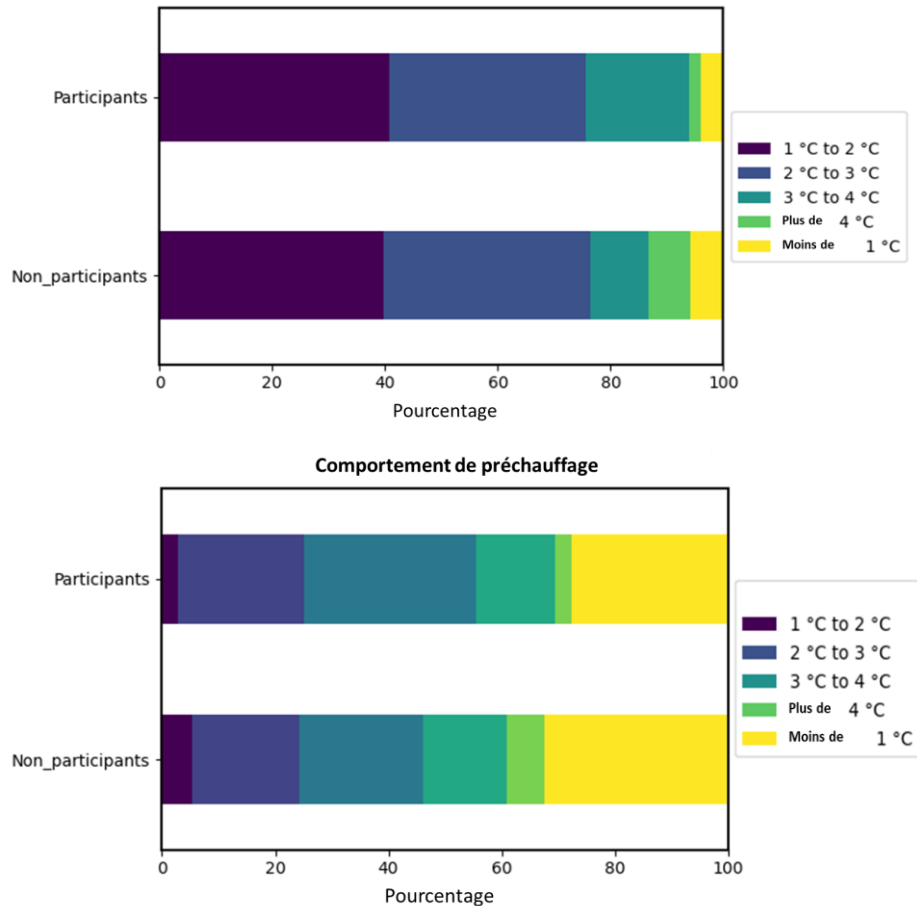 Participants
Non_participants
0 20 40 60 80 100
Pourcentage
1 °C to 2 °C
2 °C to 3 °C
3 °C to 4 °C
Plus de 4 °C
Moins de 1 °C
Comportement de préchauffage
Participants
Non_participants
0 20 40 60 80 100
Pourcentage
1 °C to 2 °C
2 °C to 3 °C
3 °C to 4 °C
Plus de 4 °C
Moins de 1 °C